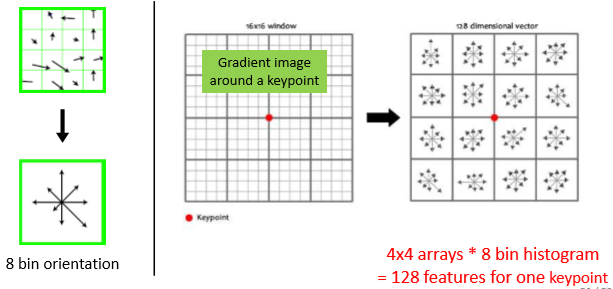 16x16 window
128 dimensional vector
Gradient image
around a keypoint
Keypoint
8 bin orientation
4x4 arrays * 8 bin histogram
= 128 features for one keypoint